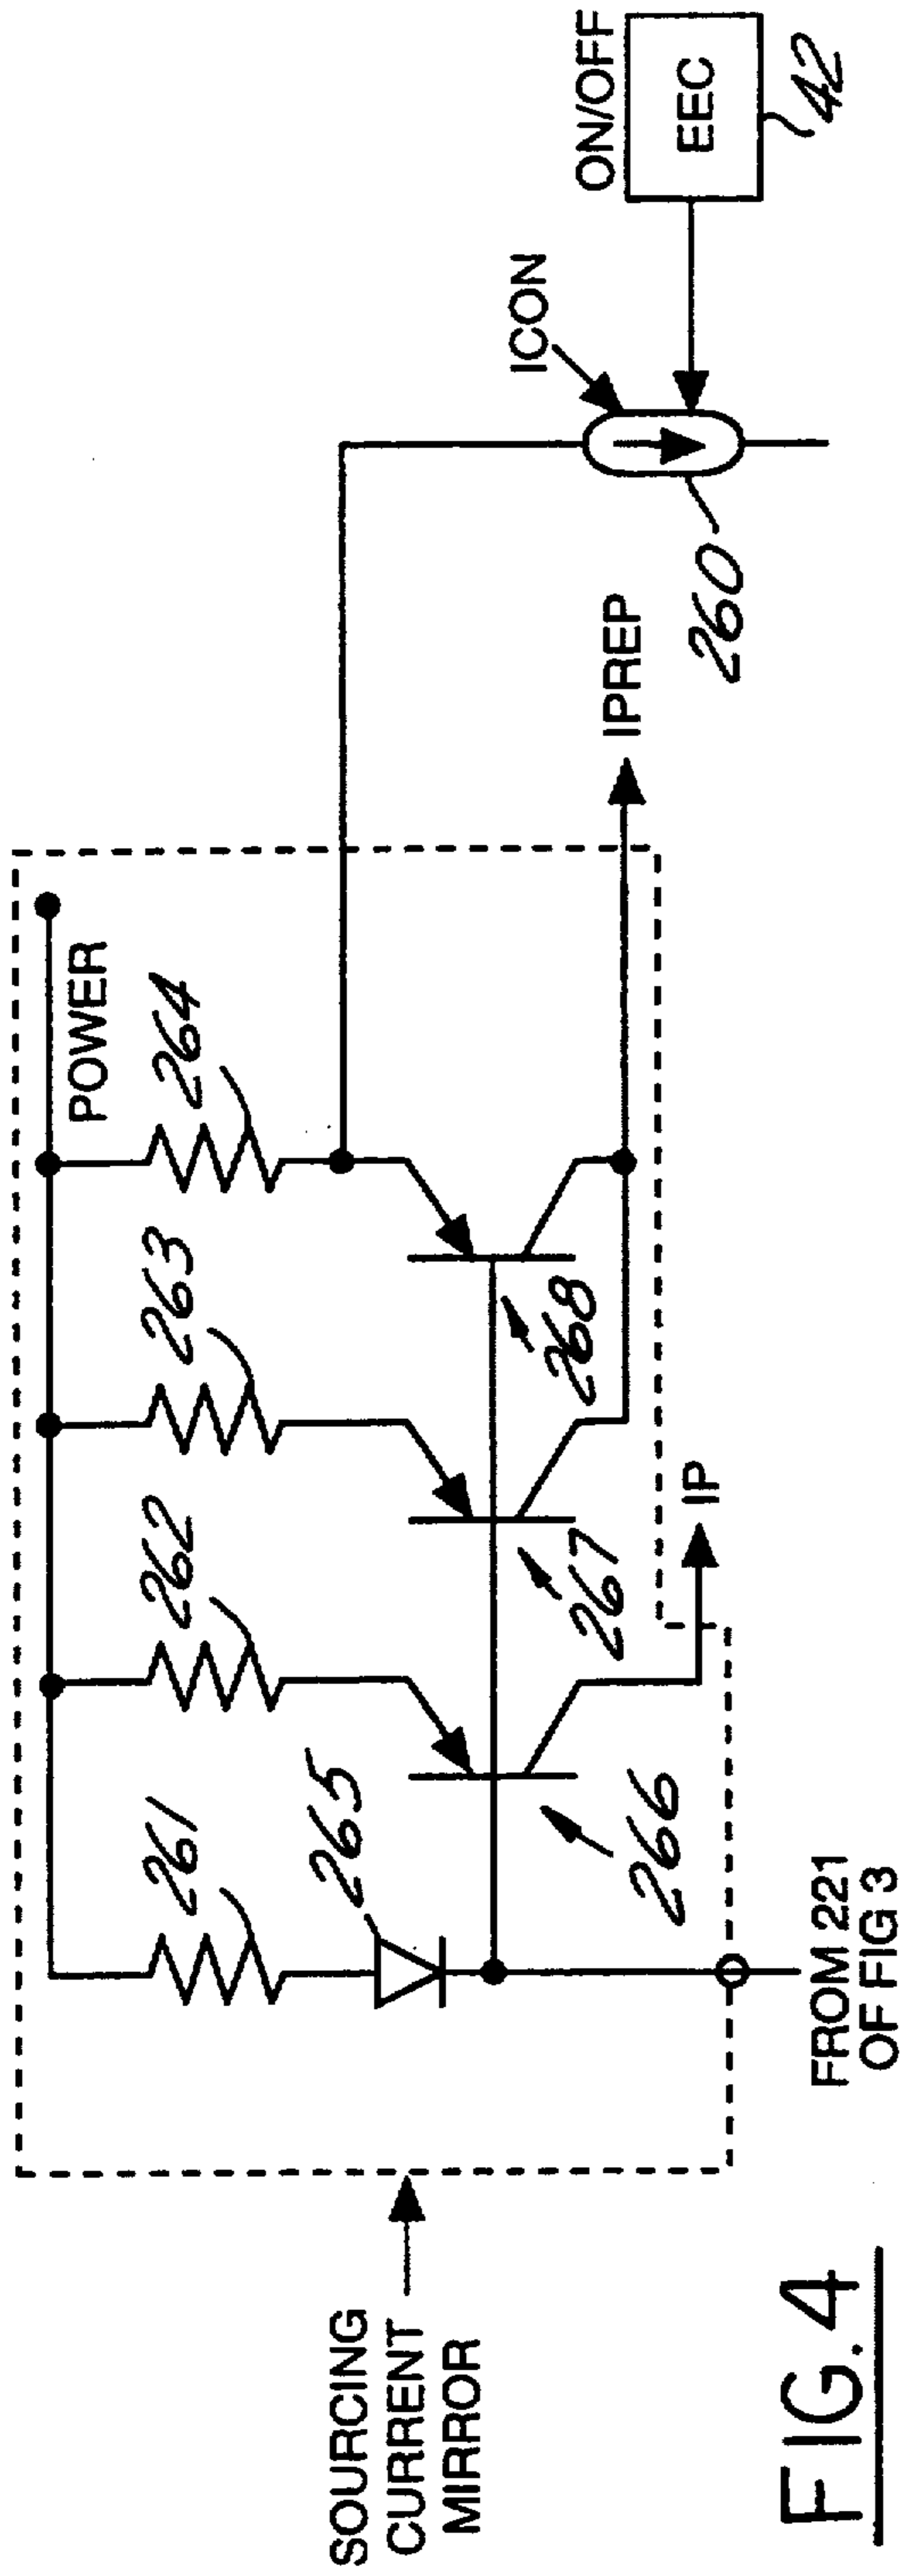 POWER
261
262
263
264
265
266
267
268
SOURCING
CURRENT
MIRROR
IP
IPREP
ICON
260
ON/OFF
EEC
42
FROM 221
OF FIG 3
FIG. 4